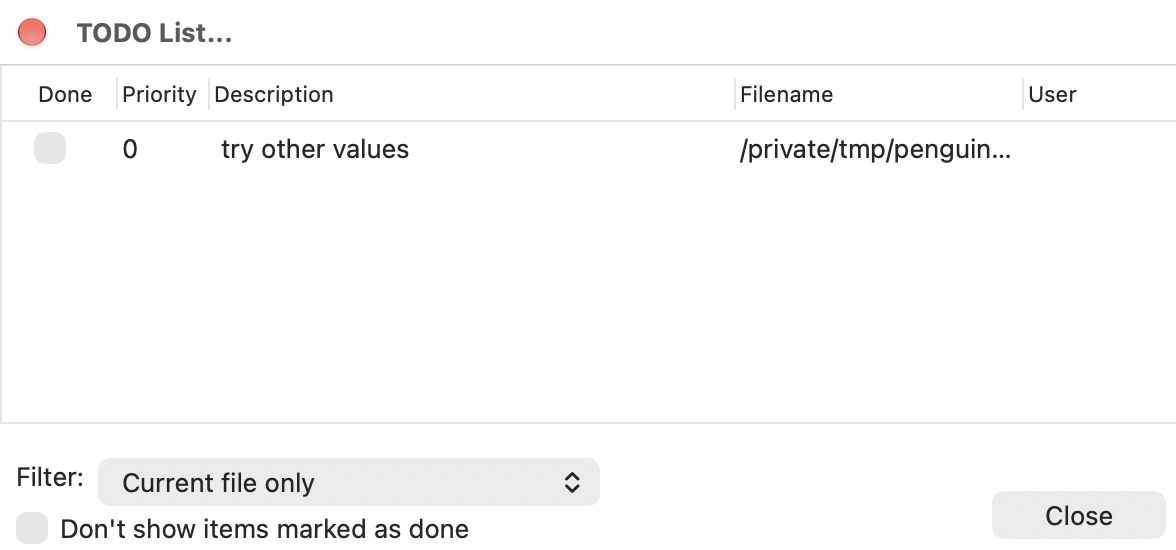 TODO List...
Done Priority Description Filename User
0 try other values /private/tmp/penguin...
Filter: Current file only
Don't show items marked as done
Close